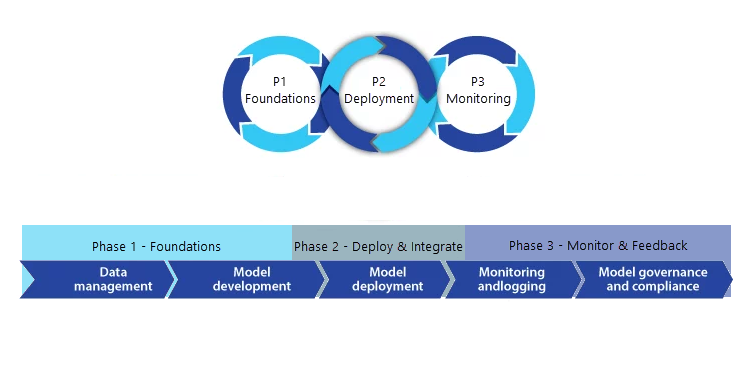 P1
Foundations
P2
Deployment
P3
Monitoring
Phase 1 - Foundations
Phase 2 - Deploy & Integrate
Phase 3 - Monitor & Feedback
Data
management
Model
development
Model
deployment
Monitoring
andlogging
Model governance
and compliance